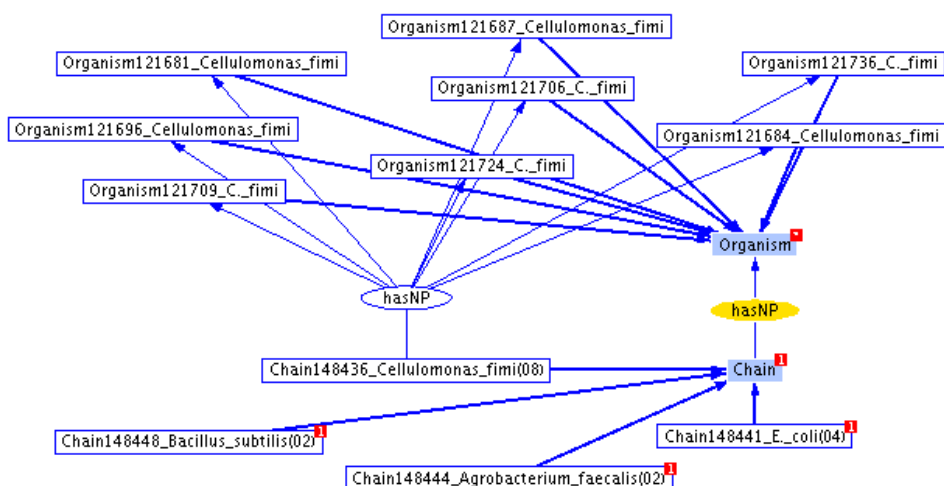 Organism121687_Cellulomonas_fimi
Organism121681_Cellulomonas_fimi
Organism121736_C._fimi
Organism121706_C._fimi
Organism121696_Cellulomonas_fimi
Organism121684_Cellulomonas_fimi
Organism121724_C._fimi
Organism121709_C._fimi
Organism
hasNP
hasNP
Chain148436_Cellulomonas_fimi(08)
Chain
1
Chain148448_Bacillus_subtilis(02)
1
Chain148441_E._coli(04)
1
Chain148444_Agrobacterium_faecalis(02)
1